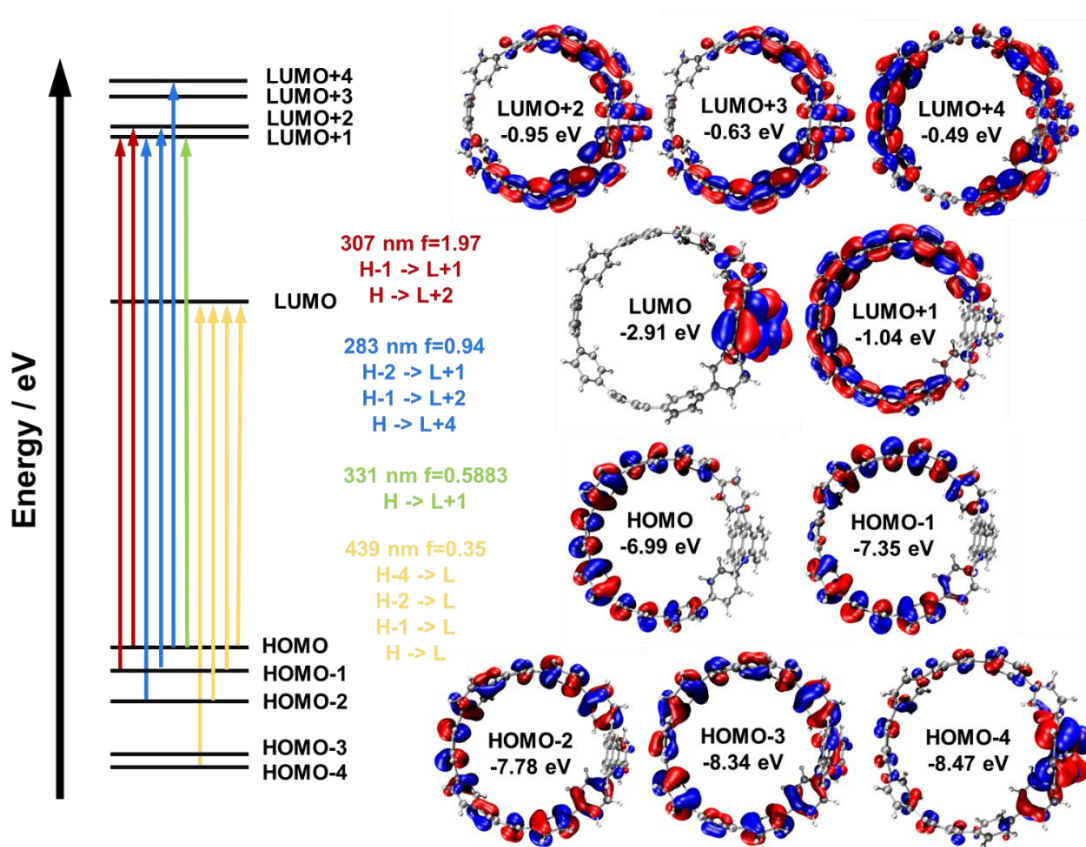 Energy / eV
LUMO+4
LUMO+3
LUMO+2
LUMO+1
LUMO
HOMO
HOMO-1
HOMO-2
HOMO-3
HOMO-4
307 nm f=1.97
H-1 -> L+1
H -> L+2
283 nm f=0.94
H-2 -> L+1
H-1 -> L+2
H -> L+4
331 nm f=0.5883
H -> L+1
439 nm f=0.35
H-4 -> L
H-2 -> L
H-1 -> L
H -> L
LUMO+2
-0.95 eV
LUMO+3
-0.63 eV
LUMO+4
-0.49 eV
LUMO
-2.91 eV
LUMO+1
-1.04 eV
HOMO
-6.99 eV
HOMO-1
-7.35 eV
HOMO-2
-7.78 eV
HOMO-3
-8.34 eV
HOMO-4
-8.47 eV